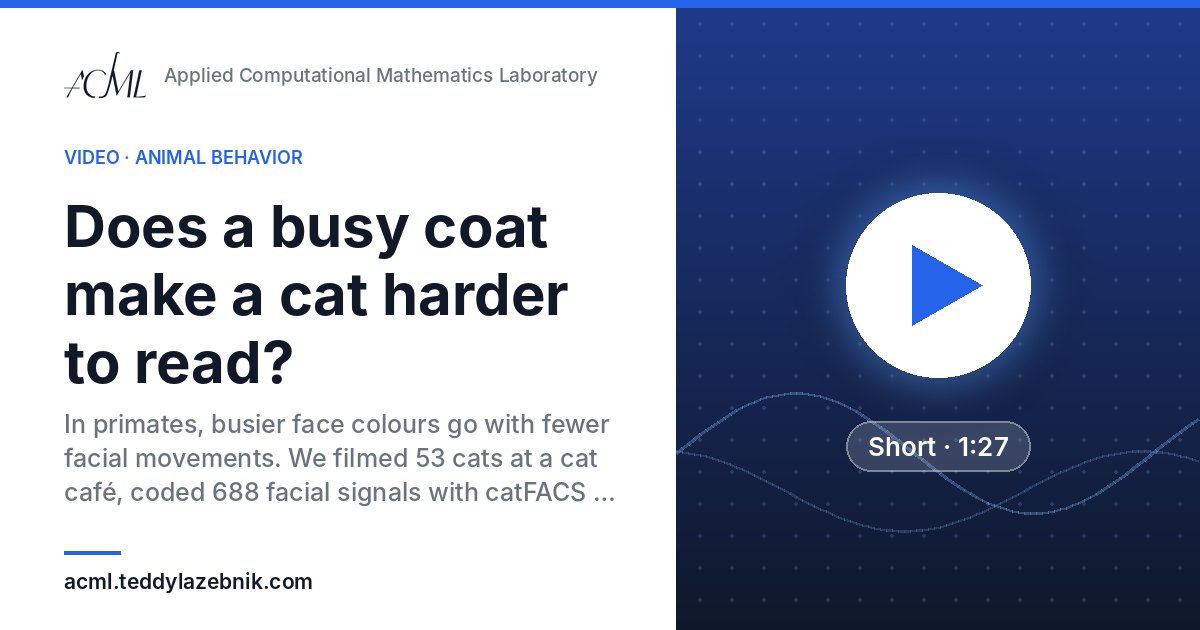 ACML Applied Computational Mathematics Laboratory
VIDEO · ANIMAL BEHAVIOR
Does a busy coat
make a cat harder
to read?
In primates, busier face colours go with fewer
facial movements. We filmed 53 cats at a cat
café, coded 688 facial signals with catFACS ...
acml.teddylazebnik.com
Short · 1:27